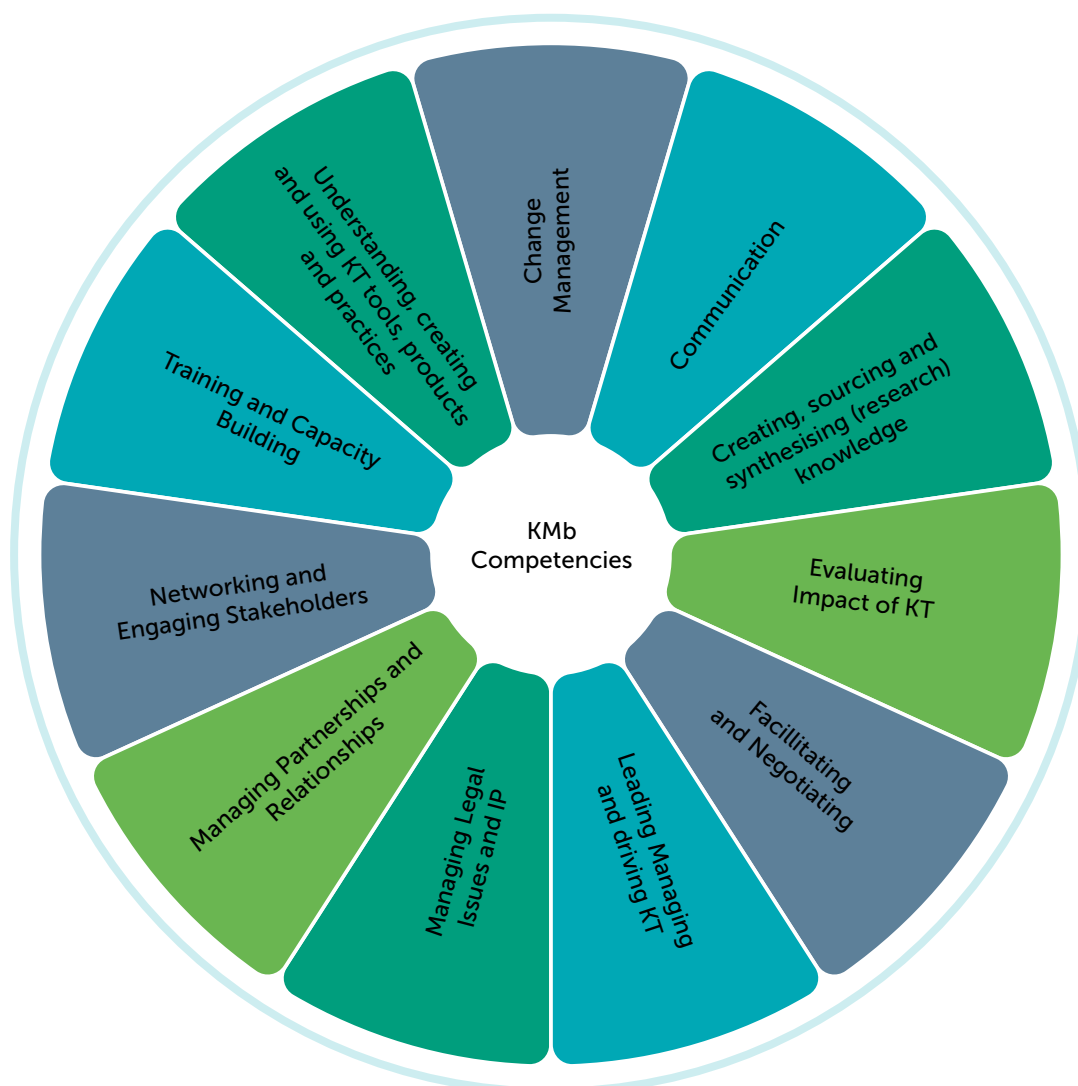 Change
Management
Communication
Creating, sourcing and
synthesising (research)
knowledge
Evaluating
Impact of KT
Facillitating
and Negotiating
Leading Managing
and driving KT
Managing Legal
Issues and IP
Managing Partnerships and
Relationships
Networking and
Engaging Stakeholders
Training and Capacity
Building
Understanding, creating
and using KT tools, products
and practices
KMb
Competencies